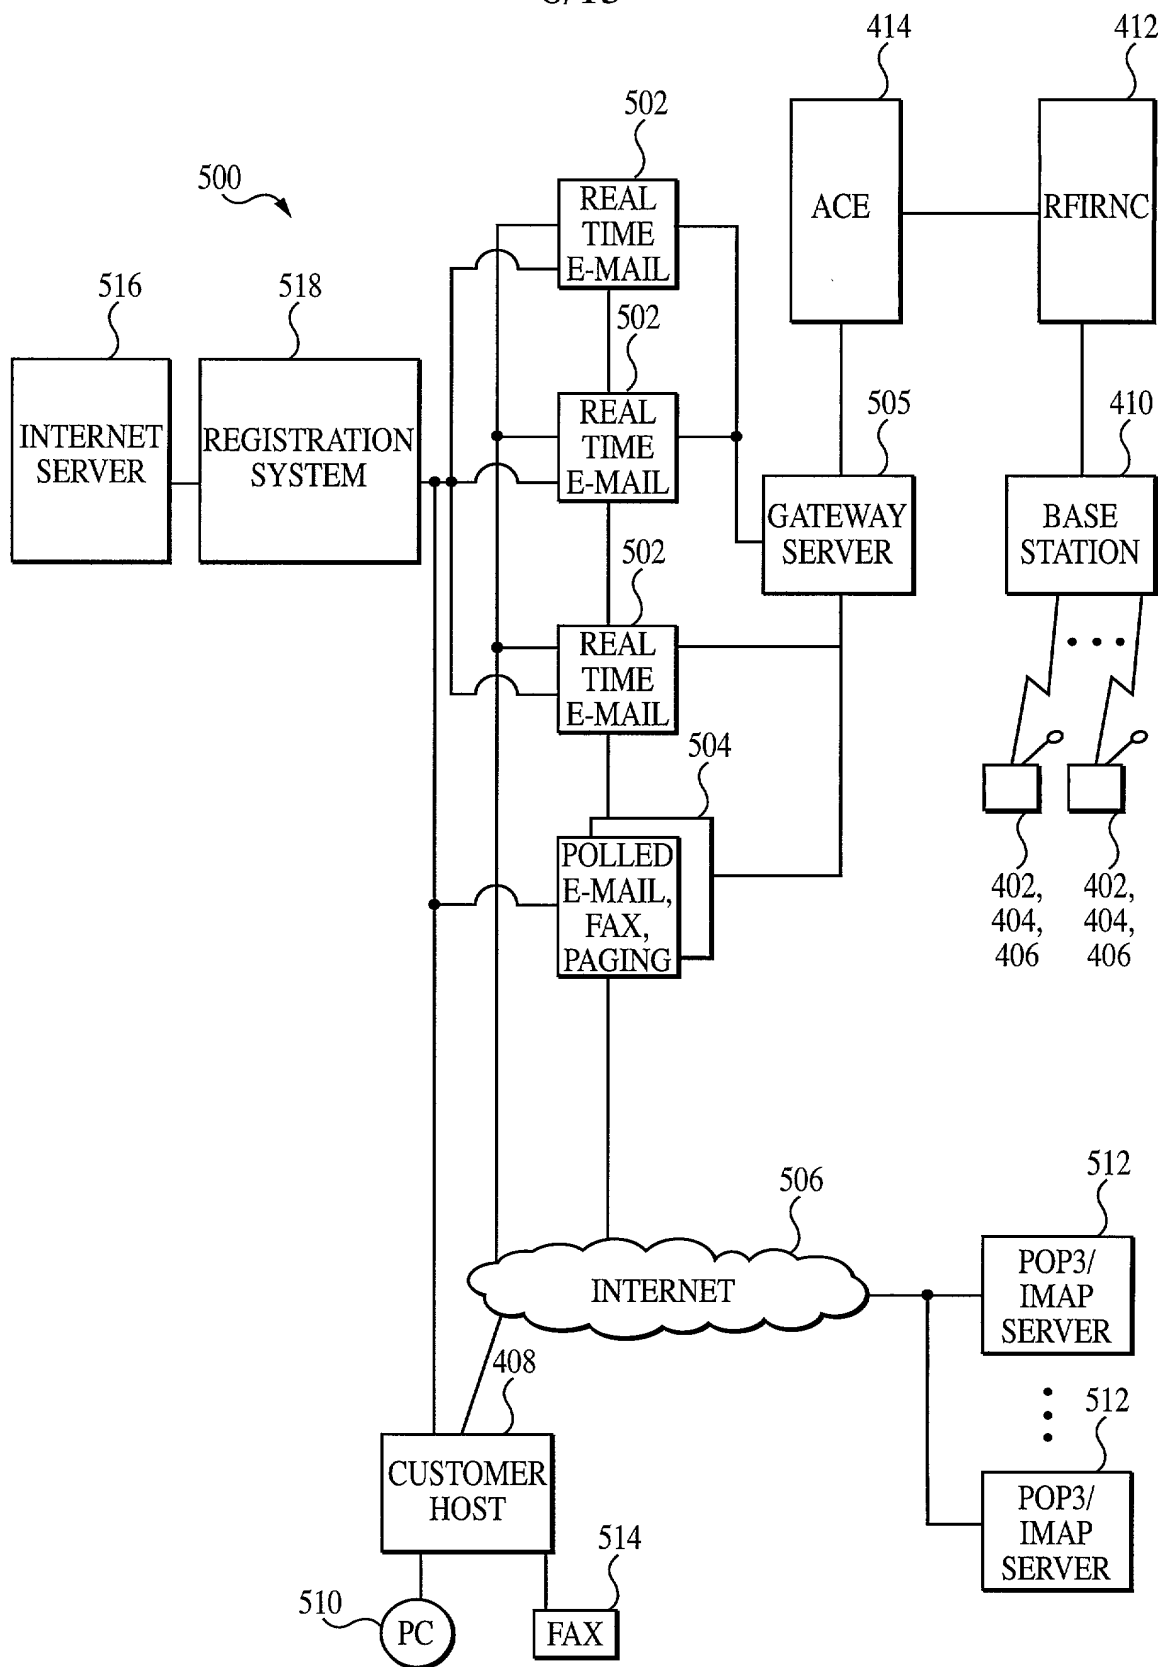 414
412
502
500
REAL
TIME
E-MAIL
ACE
RFIRNC
516
518
502
INTERNET
SERVER
REGISTRATION
SYSTEM
REAL
TIME
E-MAIL
505
410
GATEWAY
SERVER
BASE
STATION
502
REAL
TIME
E-MAIL
504
POLLED
E-MAIL,
FAX,
PAGING
402,
404,
406
402,
404,
406
506
512
INTERNET
POP3/
IMAP
SERVER
408
512
CUSTOMER
HOST
POP3/
IMAP
SERVER
514
510
PC
FAX